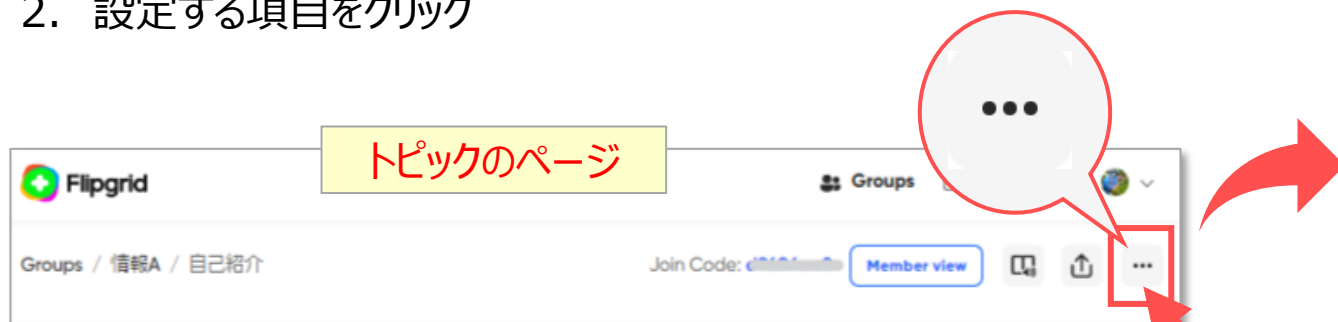 2. 設定する項目をクリック
•••
トピックのページ
Flipgrid
Groups
Groups / 情報A / 自己紹介
Join Code:
Member view
•••